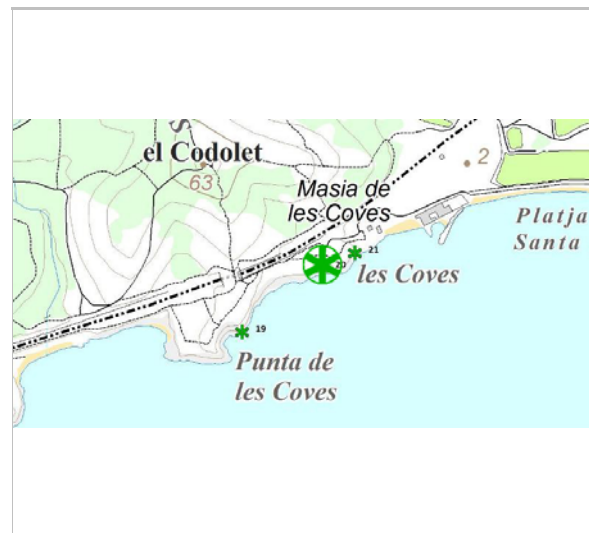 el Codolet
63
2
Masia de
les Coves
Platja
Santa
21
20
les Coves
19
Punta de
les Coves